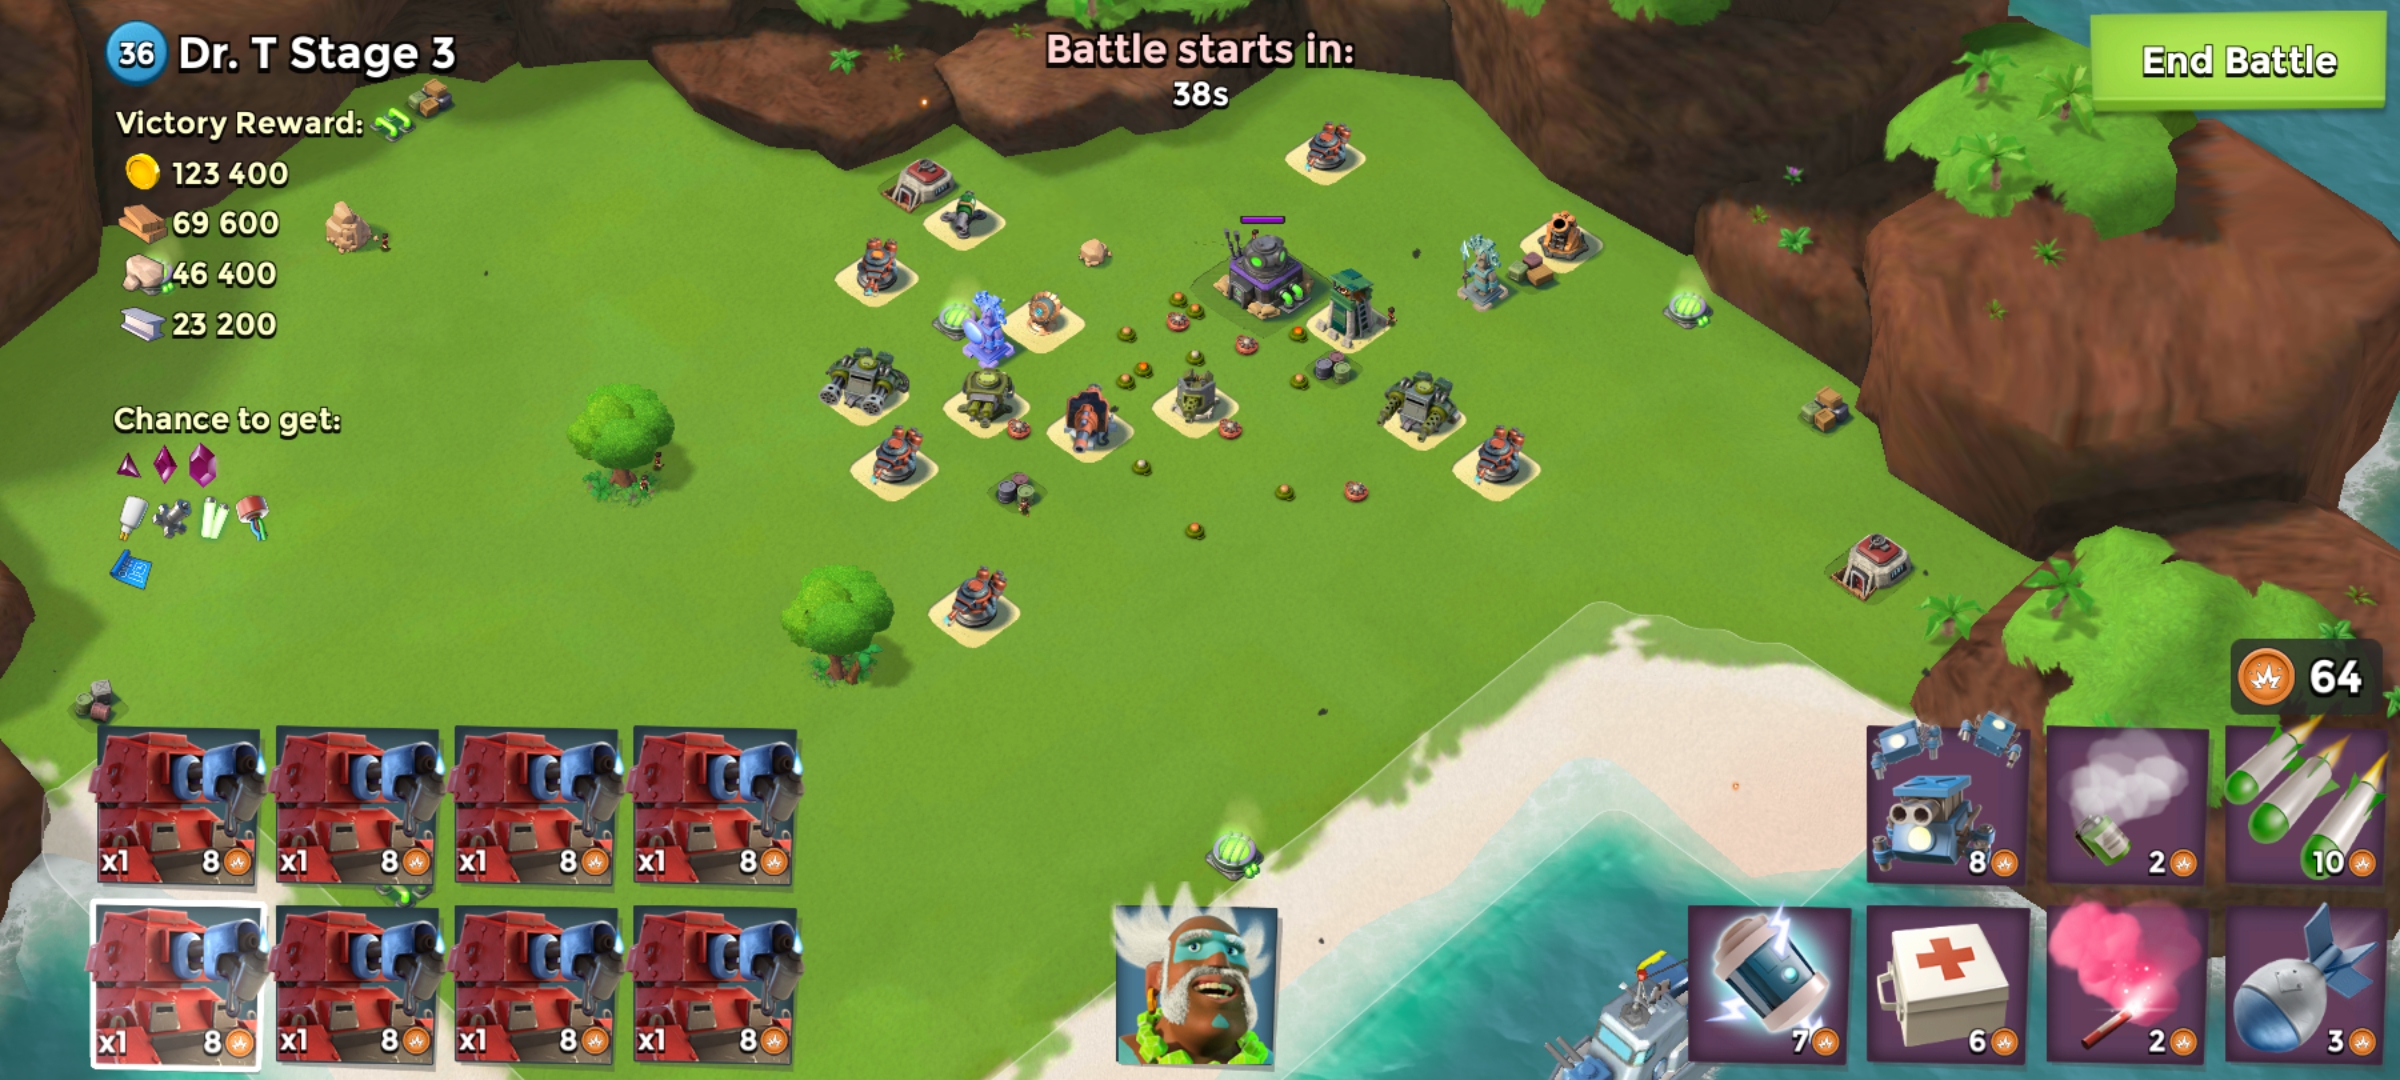 36 Dr. T Stage 3
Battle starts in:
38s
End Battle
Victory Reward:
123 400
69 600
46 400
23 200
Chance to get:
64
x1 8
x1 8
x1 8
x1 8
8
2
10
x1 8
x1 8
x1 8
x1 8
7
6
2
3